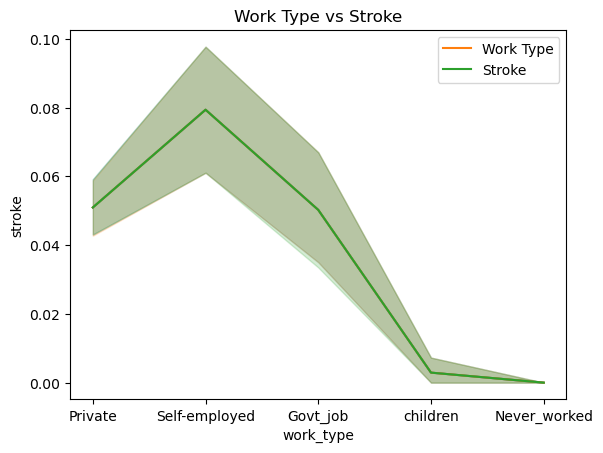 Work Type vs Stroke
0.10
0.08
0.06
0.04
0.02
0.00
stroke
Work Type
Stroke
Private
Self-employed
Govt_job
children
Never_worked
work_type